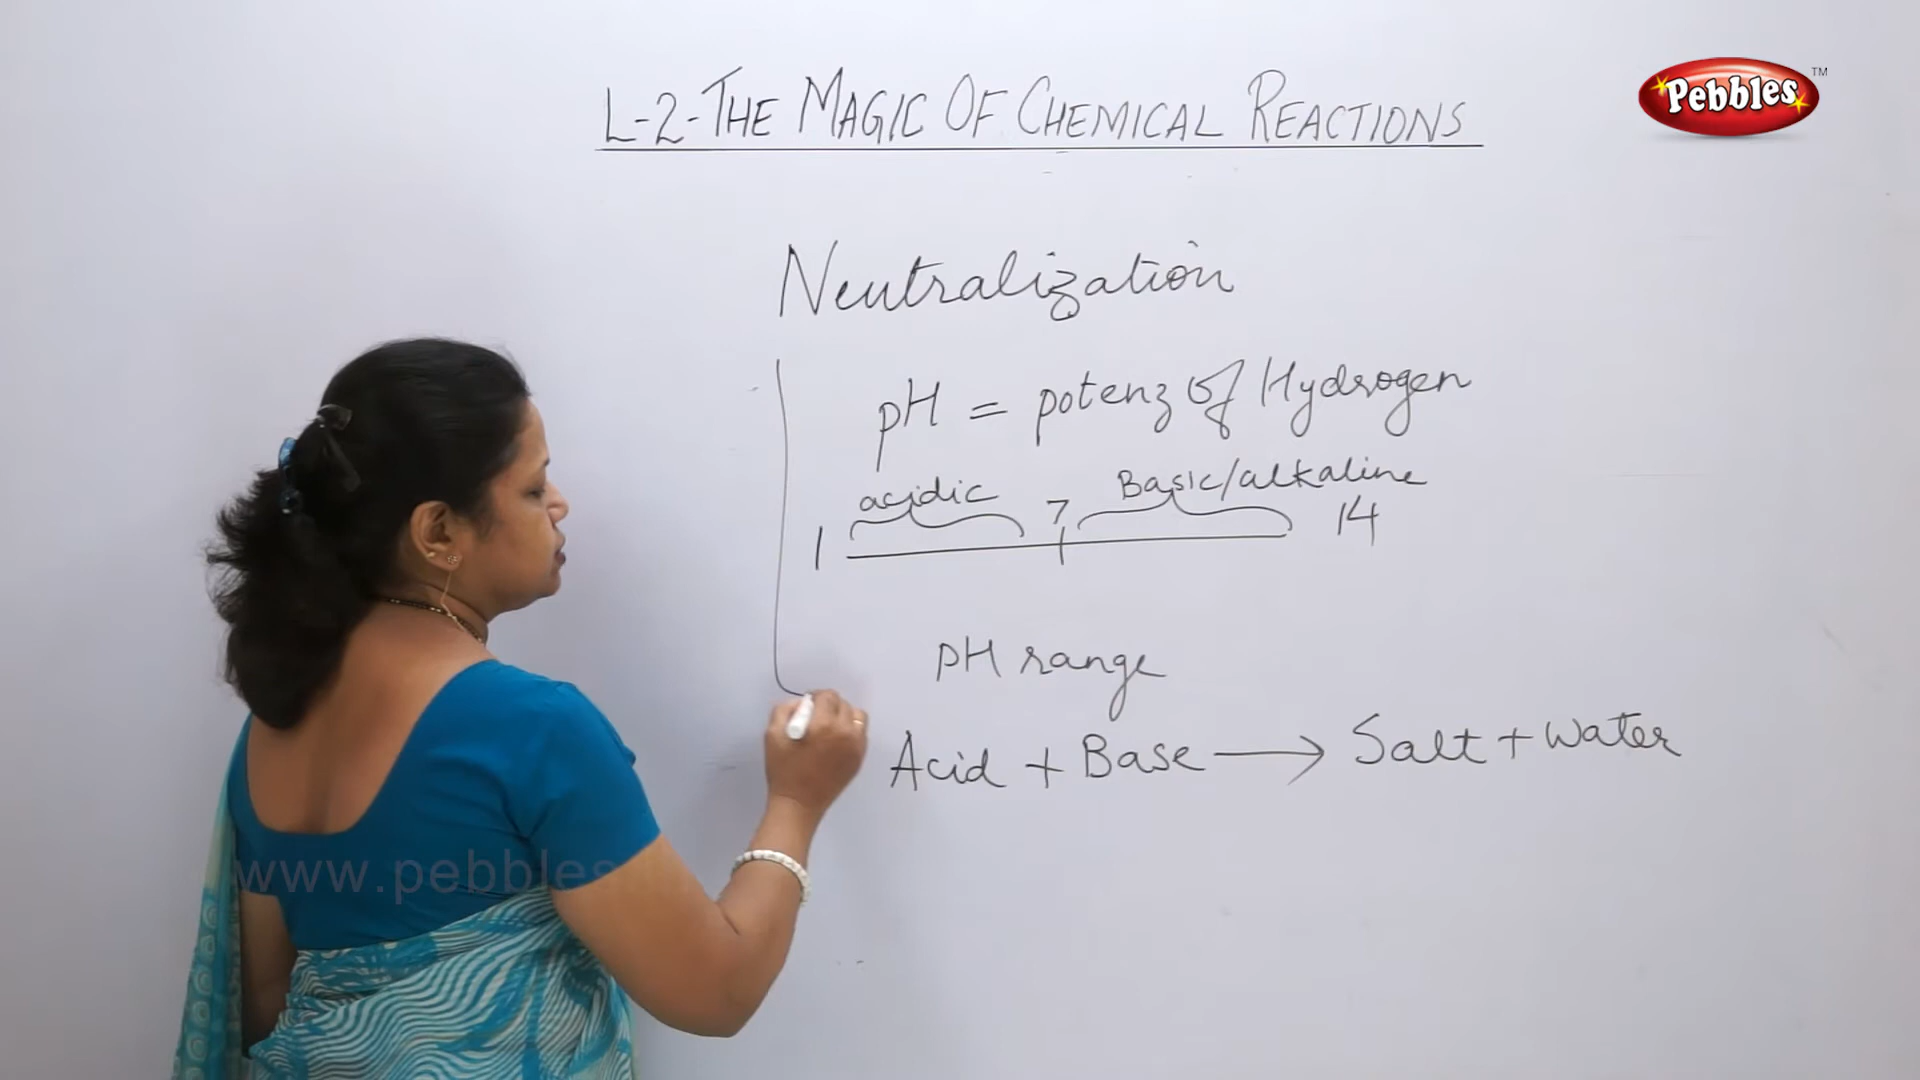 L-2-THE MAGIC OF CHEMICAL REACTIONS
Pebbles™
Neutralization
pH = potenz of Hydrogen
acidic Basic/alkaline
1 7 14
pH range
Acid + Base → Salt + Water
www.pebbles